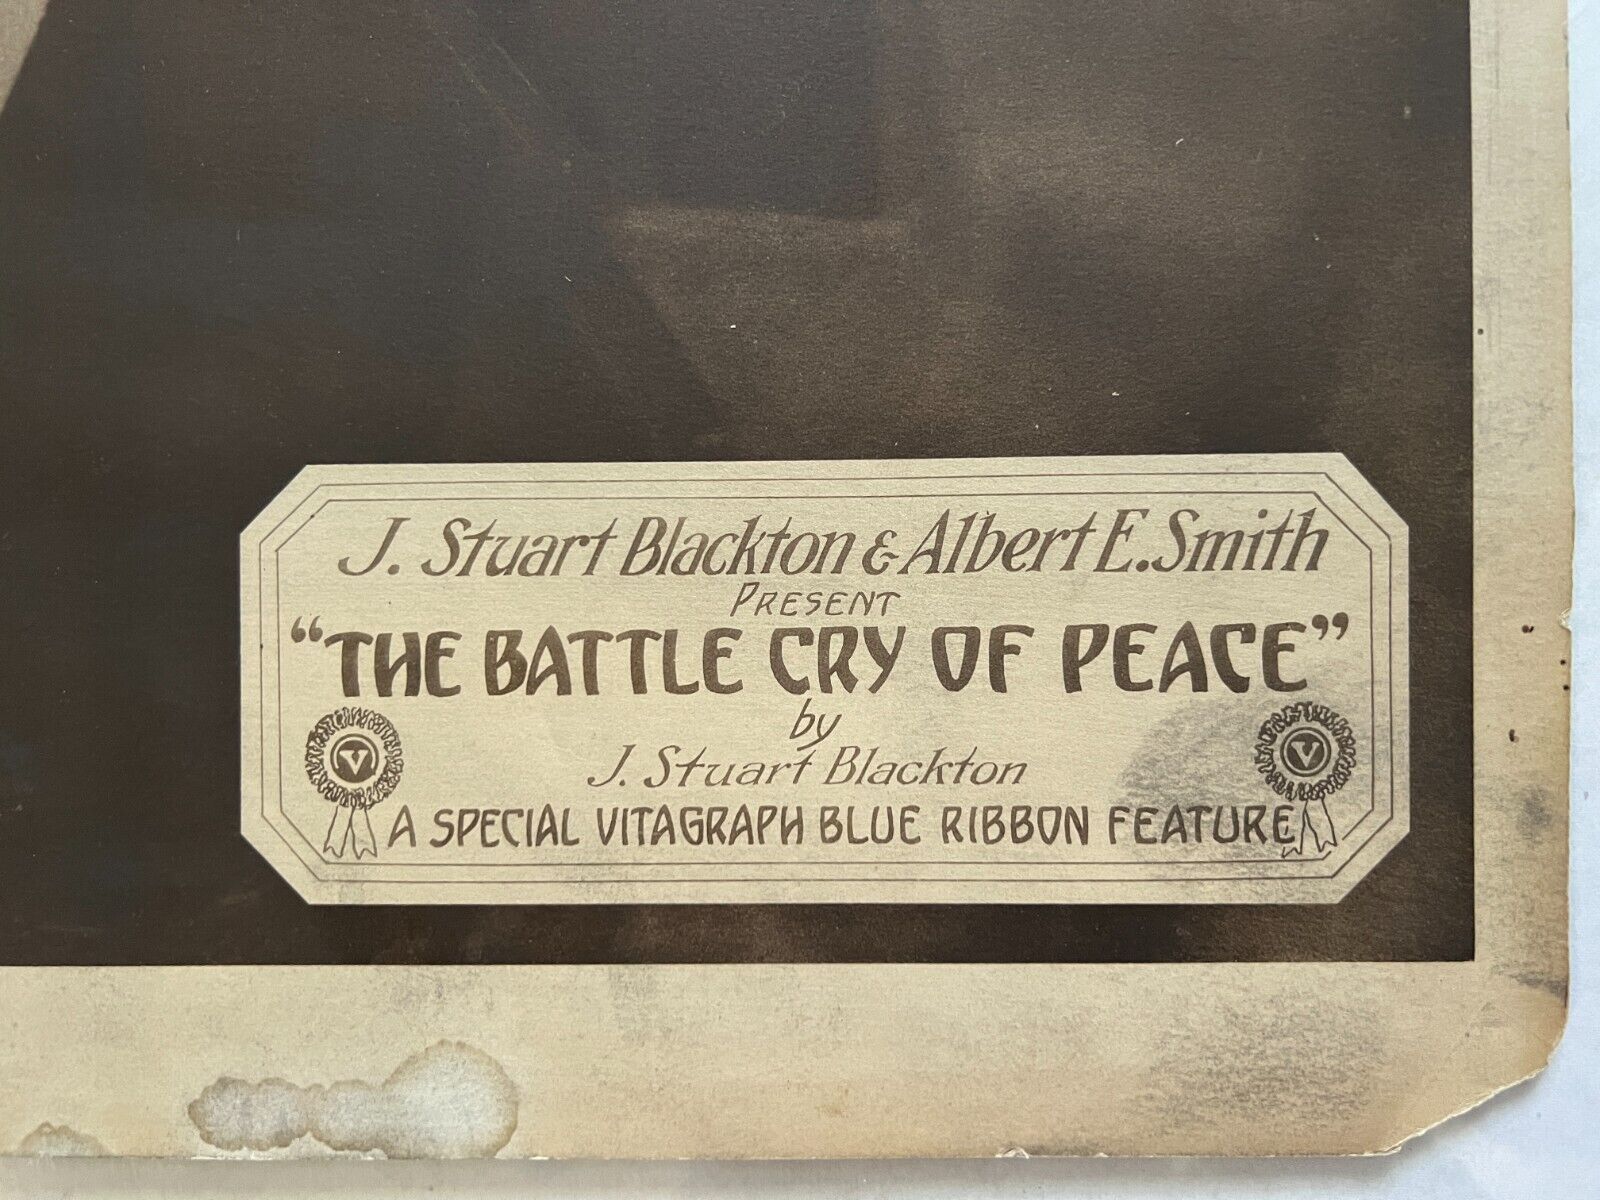 J. Stuart Blackton & Albert E. Smith
PRESENT
"THE BATTLE CRY OF PEACE"
by
J. Stuart Blackton
V
V
A SPECIAL VITAGRAPH BLUE RIBBON FEATURE